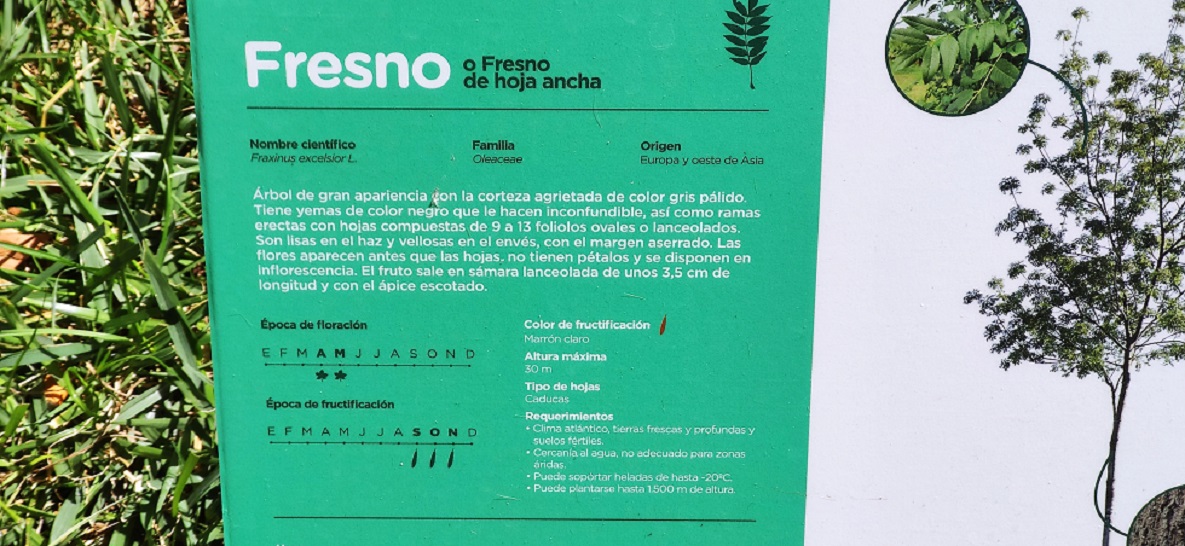 Fresno o Fresno
de hoja ancha
Nombre científico
Fraxinus excelsior L.
Familia
Oleaceae
Origen
Europa y oeste de Asia
Árbol de gran apariencia con la corteza agrietada de color gris pálido.
Tiene yemas de color negro que le hacen inconfundible, así como ramas
erectas con hojas compuestas de 9 a 13 foliolos ovales o lanceolados.
Son lisas en el haz y vellosas en el envés, con el margen aserrado. Las
flores aparecen antes que las hojas, no tienen pétalos y se disponen en
inflorescencia. El fruto sale en sámara lanceolada de unos 3,5 cm de
longitud y con el ápice escotado.
Época de floración
E F M A M J J A S O N D
Época de fructificación
E F M A M J J A S O N D
Color de fructificación
Marrón claro
Altura máxima
30 m
Tipo de hojas
Caducas
Requerimientos
• Clima atlántico, tierras frescas y profundas y
suelos fértiles.
• Cercanía al agua, no adecuado para zonas
áridas.
• Puede soportar heladas de hasta -20ºC.
• Puede plantarse hasta 1.500 m de altura.